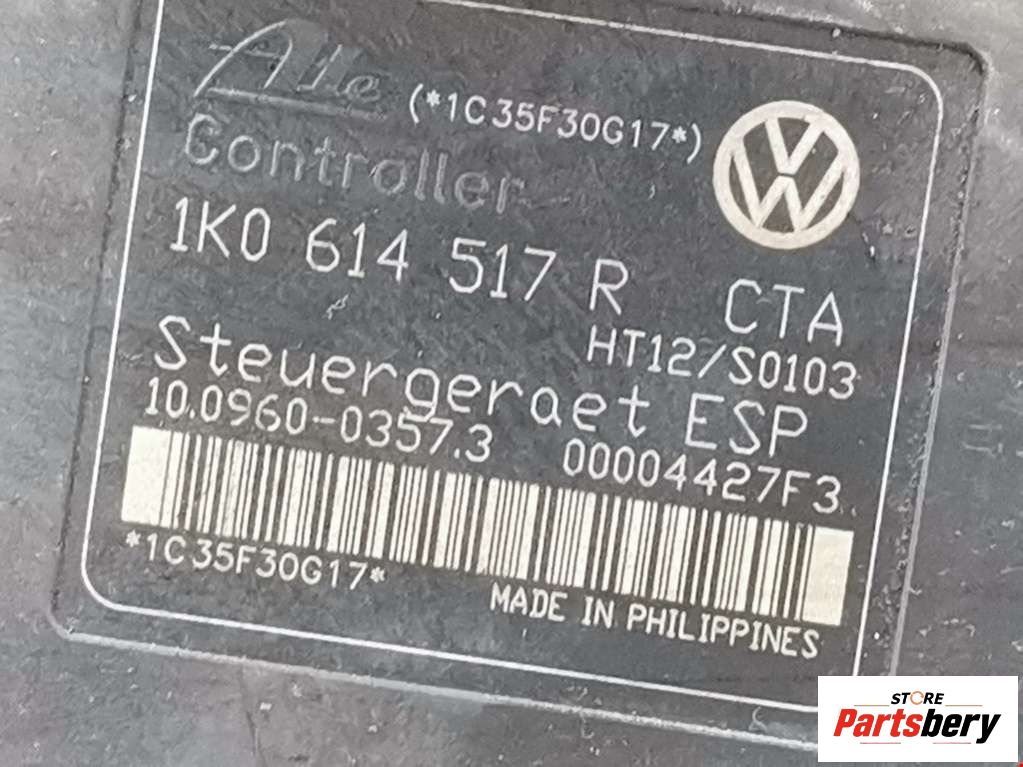 Ate (*1C35F30G17*)
Controller
1K0 614 517 R CTA
HT12/S0103
Steuergeraet ESP
10.0960-0357.3 00004427F3
*1C35F30G17*
MADE IN PHILIPPINES
STORE
Partsbery